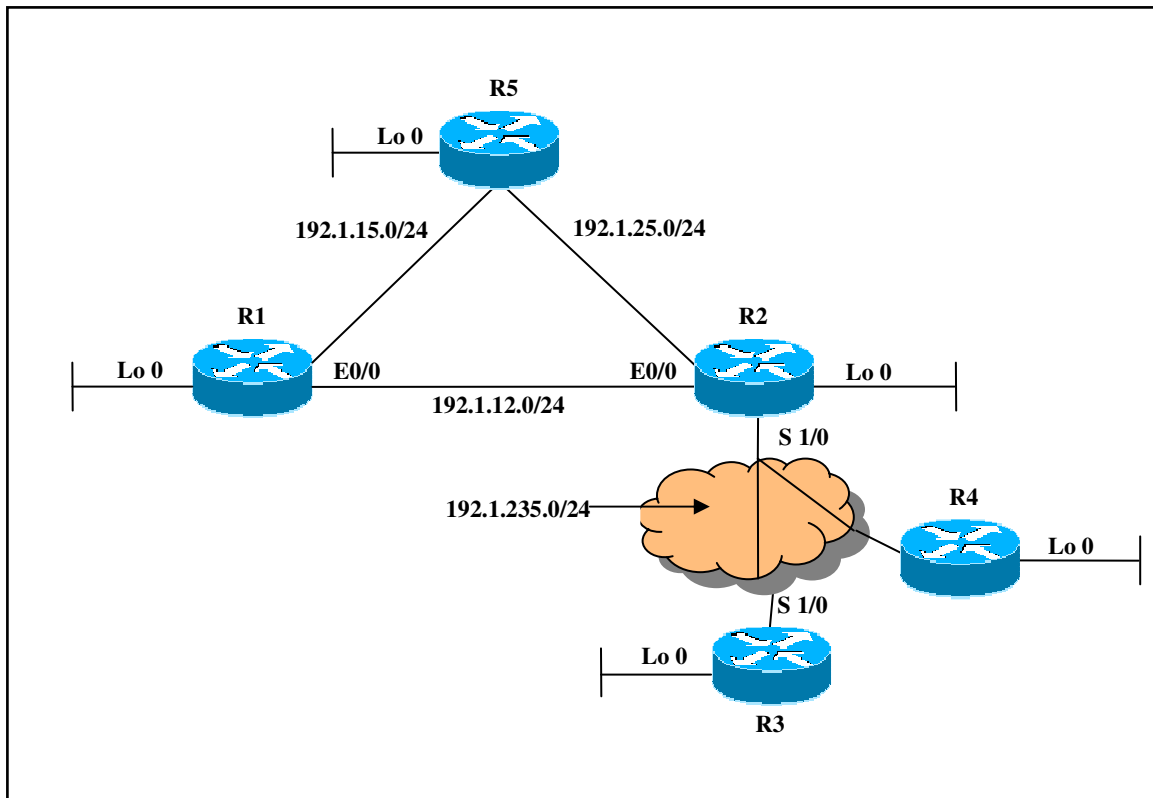 R5
Lo 0
192.1.15.0/24
192.1.25.0/24
R1
R2
Lo 0
E0/0
E0/0
Lo 0
192.1.12.0/24
S 1/0
192.1.235.0/24
R4
Lo 0
S 1/0
Lo 0
R3